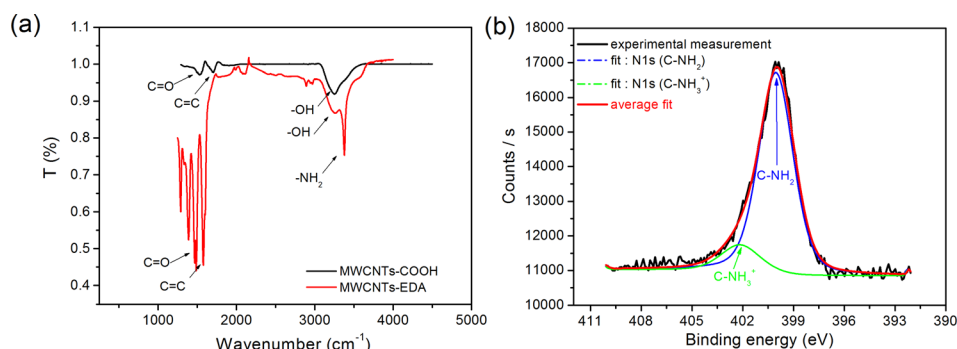 (a)
T (%)
1.1
1.0
0.9
0.8
0.7
0.6
0.5
0.4
C=O
C=C
-OH
-OH
-NH₂
C=O
C=C
MWCNTs-COOH
MWCNTs-EDA
1000 2000 3000 4000 5000
Wavenumber (cm⁻¹)
(b)
Counts / s
18000
17000
16000
15000
14000
13000
12000
11000
10000
experimental measurement
fit : N1s (C-NH₂)
fit : N1s (C-NH₃⁺)
average fit
C-NH₂
C-NH₃⁺
411 408 405 402 399 396 393 390
Binding energy (eV)